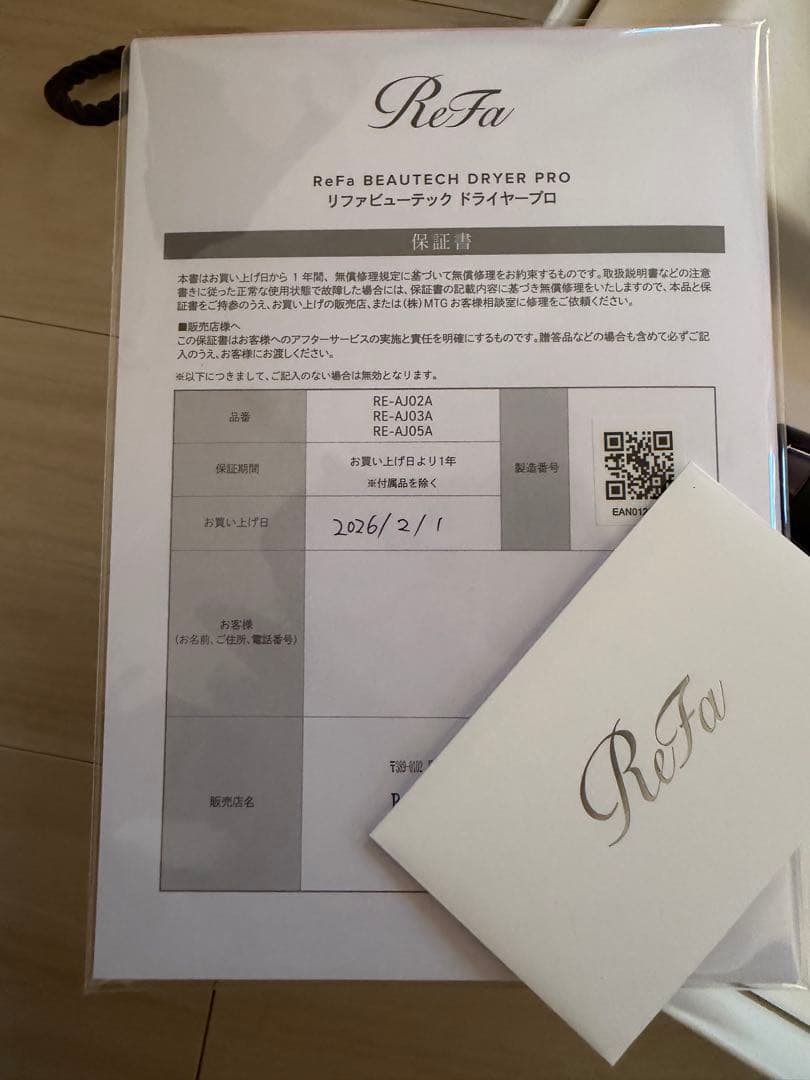 ReFa
ReFa BEAUTECH DRYER PRO
リファビューテック ドライヤープロ
保証書
本書はお買い上げ日から 1 年間、無償修理規定に基づいて無償修理をお約束するものです。取扱説明書などの注意
書きに従った正常な使用状態で故障した場合には、保証書の記載内容に基づき無償修理をいたしますので、本品と保
証書をご持参のうえ、お買い上げの販売店、または(株)MTG お客様相談室に修理をご依頼ください。
■販売店様へ
この保証書はお客様へのアフターサービスの実施と責任を明確にするものです。贈答品などの場合も含めて必ずご記
入のうえ、お客様にお渡しください。
※以下につきまして、ご記入のない場合は無効となります。
品番
RE-AJ02A
RE-AJ03A
RE-AJ05A
保証期間
お買い上げ日より1年
※付属品を除く
製造番号
EAN012
お買い上げ日
2026/2/1
お客様
(お名前、ご住所、電話番号)
販売店名
〒389-0102
ReFa